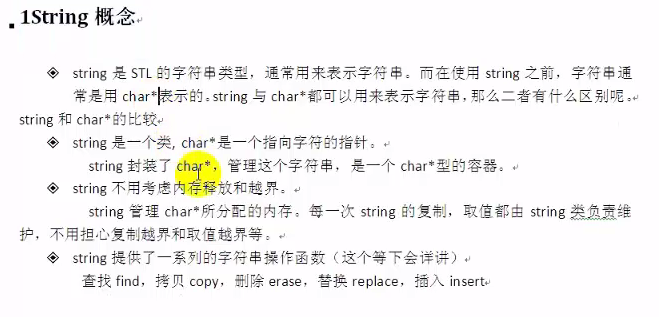 1String 概念
string 是 STL 的字符串类型，通常用来表示字符串。而在使用 string 之前，字符串通
常是用 char*表示的。string 与 char*都可以用来表示字符串，那么二者有什么区别呢。
string 和 char*的比较
string 是一个类, char*是一个指向字符的指针。
string 封装了 char*，管理这个字符串，是一个 char*型的容器。
string 不用考虑内存释放和越界。
string 管理 char*所分配的内存。每一次 string 的复制，取值都由 string 类负责维
护，不用担心复制越界和取值越界等。
string 提供了一系列的字符串操作函数（这个等下会详讲）
查找 find，拷贝 copy，删除 erase，替换 replace，插入 insert